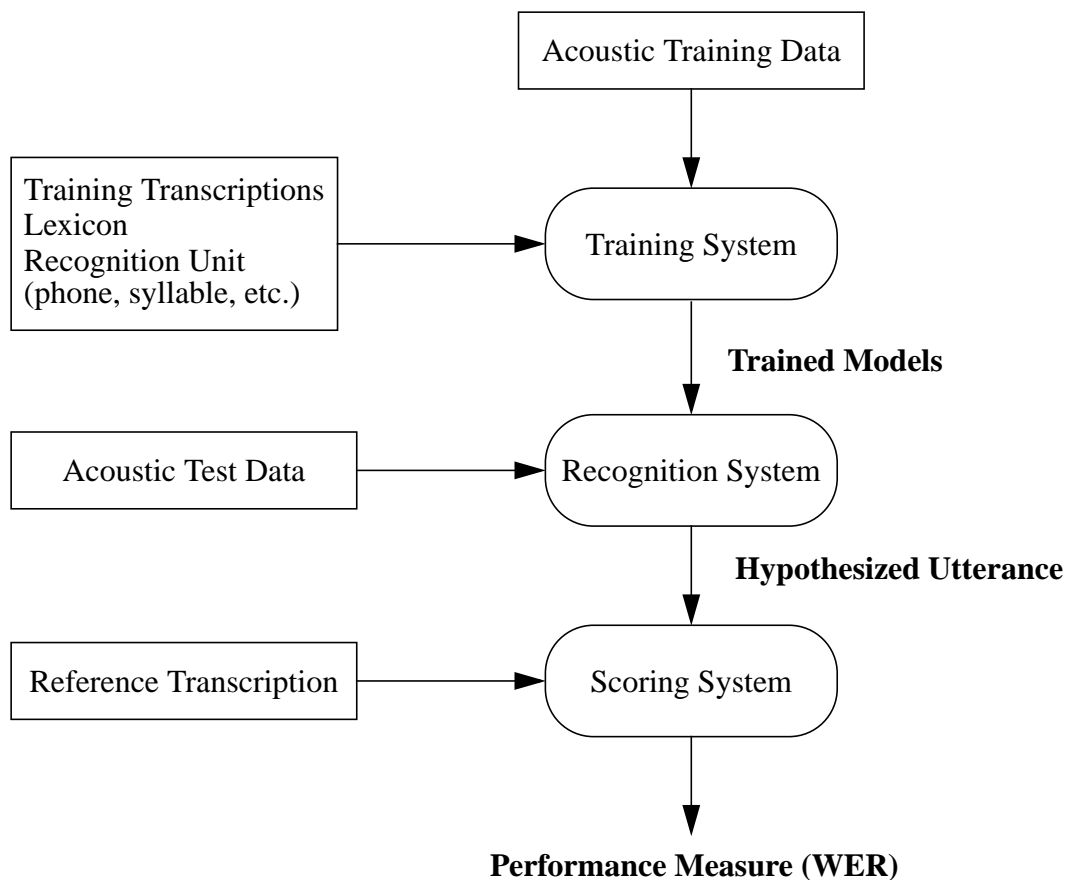 Acoustic Training Data
Training Transcriptions
Lexicon
Recognition Unit
(phone, syllable, etc.)
Training System
Trained Models
Acoustic Test Data
Recognition System
Hypothesized Utterance
Reference Transcription
Scoring System
Performance Measure (WER)